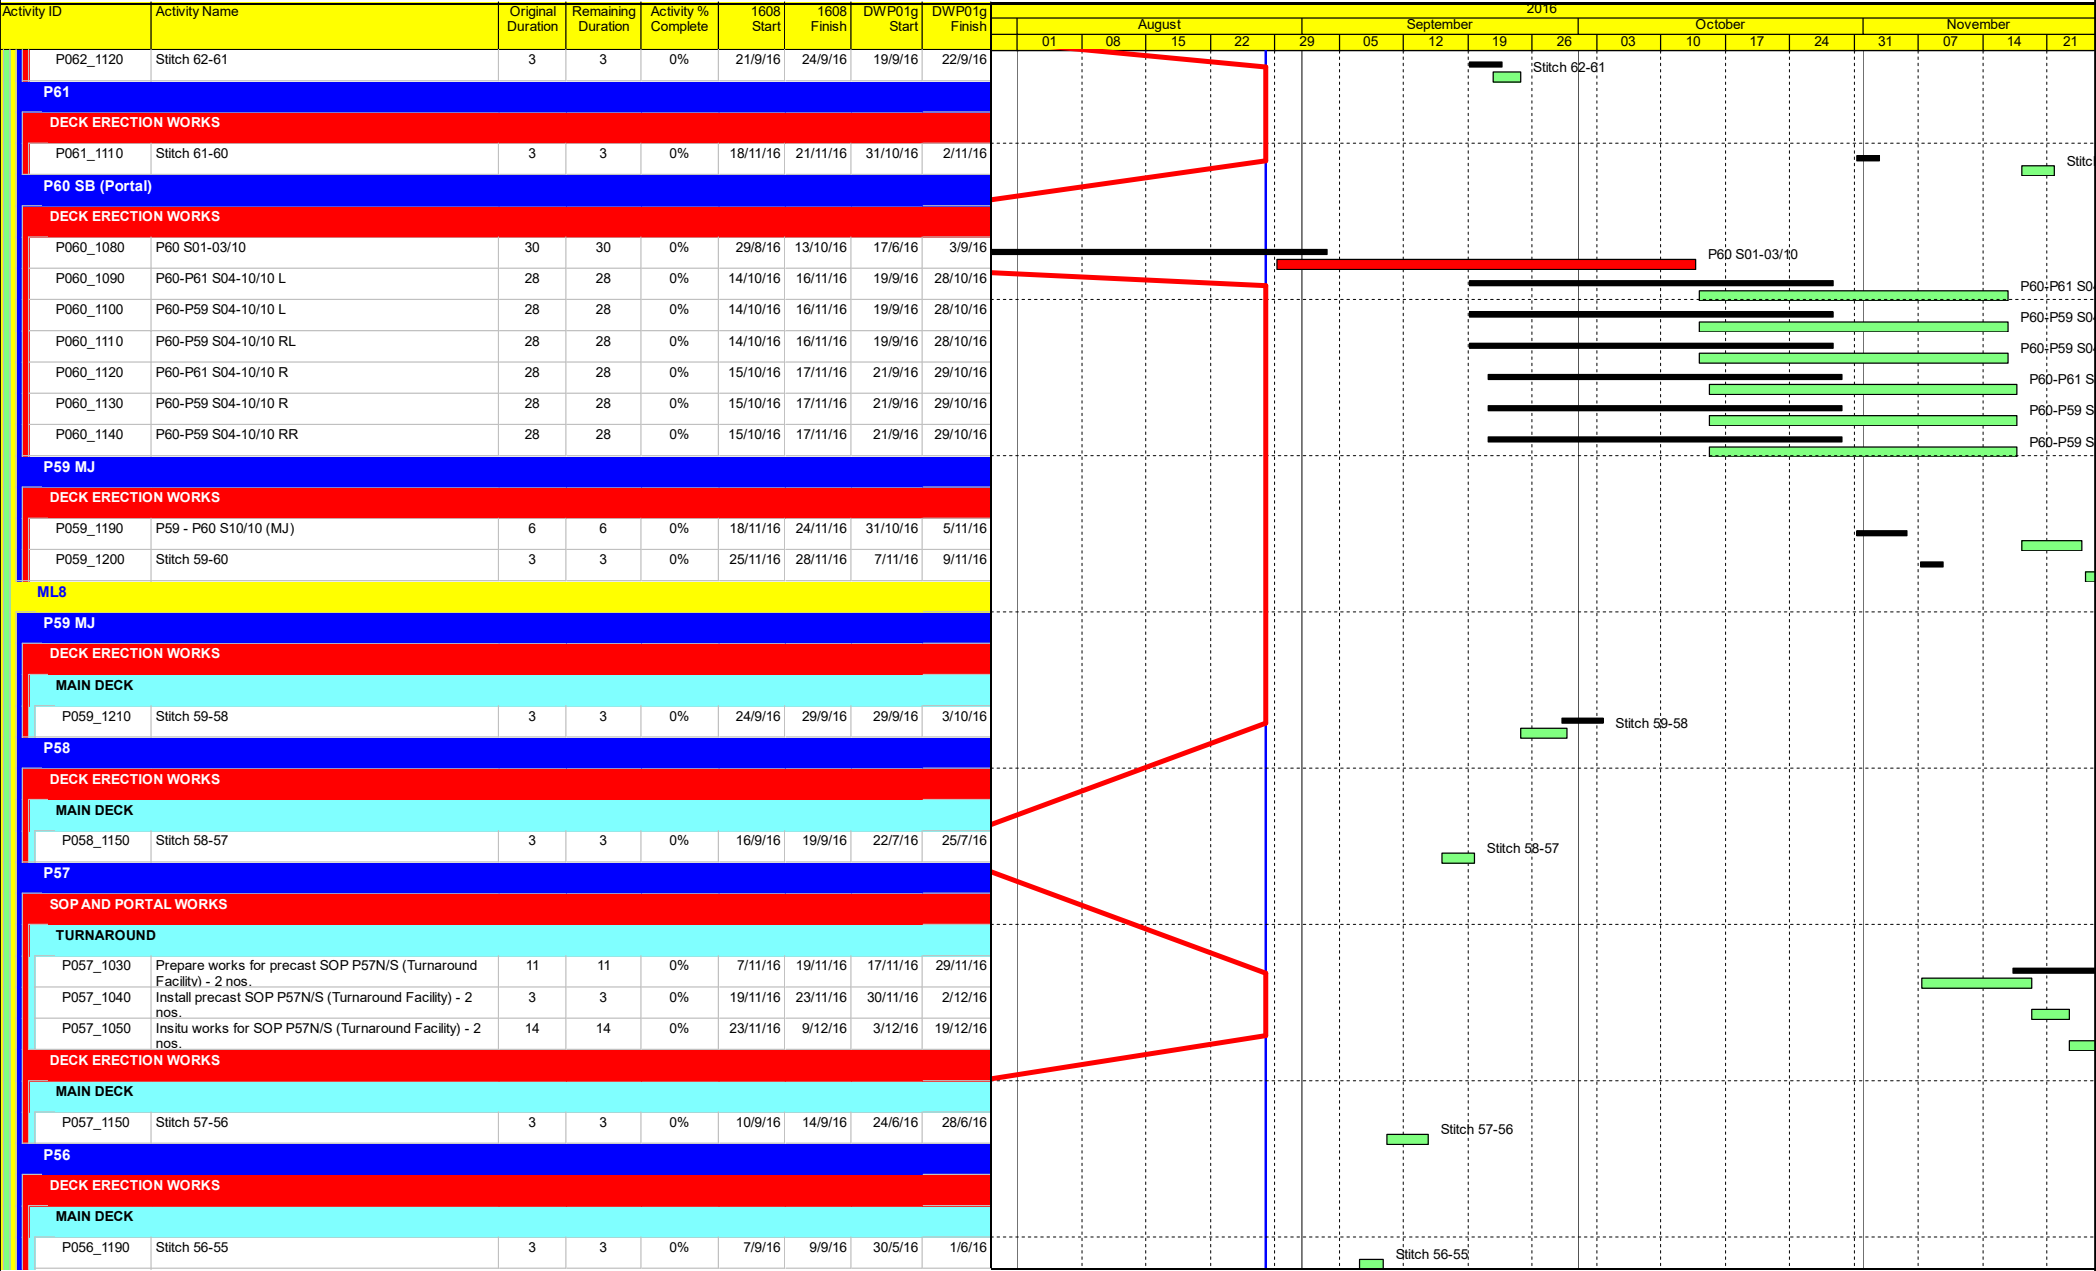 Activity ID Activity Name Original Duration Remaining Duration Activity % Complete 1608 Start 1608 Finish DWP01g Start DWP01g Finish
2016
August September October November
01 08 15 22 29 05 12 19 26 03 10 17 24 31 07 14 21
P062_1120 Stitch 62-61 3 3 0% 21/9/16 24/9/16 19/9/16 22/9/16 Stitch 62-61
P61
DECK ERECTION WORKS
P061_1110 Stitch 61-60 3 3 0% 18/11/16 21/11/16 31/10/16 2/11/16 Stitc
P60 SB (Portal)
DECK ERECTION WORKS
P060_1080 P60 S01-03/10 30 30 0% 29/8/16 13/10/16 17/6/16 3/9/16 P60 S01-03/10
P060_1090 P60-P61 S04-10/10 L 28 28 0% 14/10/16 16/11/16 19/9/16 28/10/16 P60-P61 S04
P060_1100 P60-P59 S04-10/10 L 28 28 0% 14/10/16 16/11/16 19/9/16 28/10/16 P60-P59 S04
P060_1110 P60-P59 S04-10/10 RL 28 28 0% 14/10/16 16/11/16 19/9/16 28/10/16 P60-P59 S04
P060_1120 P60-P61 S04-10/10 R 28 28 0% 15/10/16 17/11/16 21/9/16 29/10/16 P60-P61 S
P060_1130 P60-P59 S04-10/10 R 28 28 0% 15/10/16 17/11/16 21/9/16 29/10/16 P60-P59 S
P060_1140 P60-P59 S04-10/10 RR 28 28 0% 15/10/16 17/11/16 21/9/16 29/10/16 P60-P59 S
P59 MJ
DECK ERECTION WORKS
P059_1190 P59 - P60 S10/10 (MJ) 6 6 0% 18/11/16 24/11/16 31/10/16 5/11/16
P059_1200 Stitch 59-60 3 3 0% 25/11/16 28/11/16 7/11/16 9/11/16
ML8
P59 MJ
DECK ERECTION WORKS
MAIN DECK
P059_1210 Stitch 59-58 3 3 0% 24/9/16 29/9/16 29/9/16 3/10/16 Stitch 59-58
P58
DECK ERECTION WORKS
MAIN DECK
P058_1150 Stitch 58-57 3 3 0% 16/9/16 19/9/16 22/7/16 25/7/16 Stitch 58-57
P57
SOP AND PORTAL WORKS
TURNAROUND
P057_1030 Prepare works for precast SOP P57N/S (Turnaround Facility) - 2 nos. 11 11 0% 7/11/16 19/11/16 17/11/16 29/11/16
P057_1040 Install precast SOP P57N/S (Turnaround Facility) - 2 nos. 3 3 0% 19/11/16 23/11/16 30/11/16 2/12/16
P057_1050 Insitu works for SOP P57N/S (Turnaround Facility) - 2 nos. 14 14 0% 23/11/16 9/12/16 3/12/16 19/12/16
DECK ERECTION WORKS
MAIN DECK
P057_1150 Stitch 57-56 3 3 0% 10/9/16 14/9/16 24/6/16 28/6/16 Stitch 57-56
P56
DECK ERECTION WORKS
MAIN DECK
P056_1190 Stitch 56-55 3 3 0% 7/9/16 9/9/16 30/5/16 1/6/16 Stitch 56-55